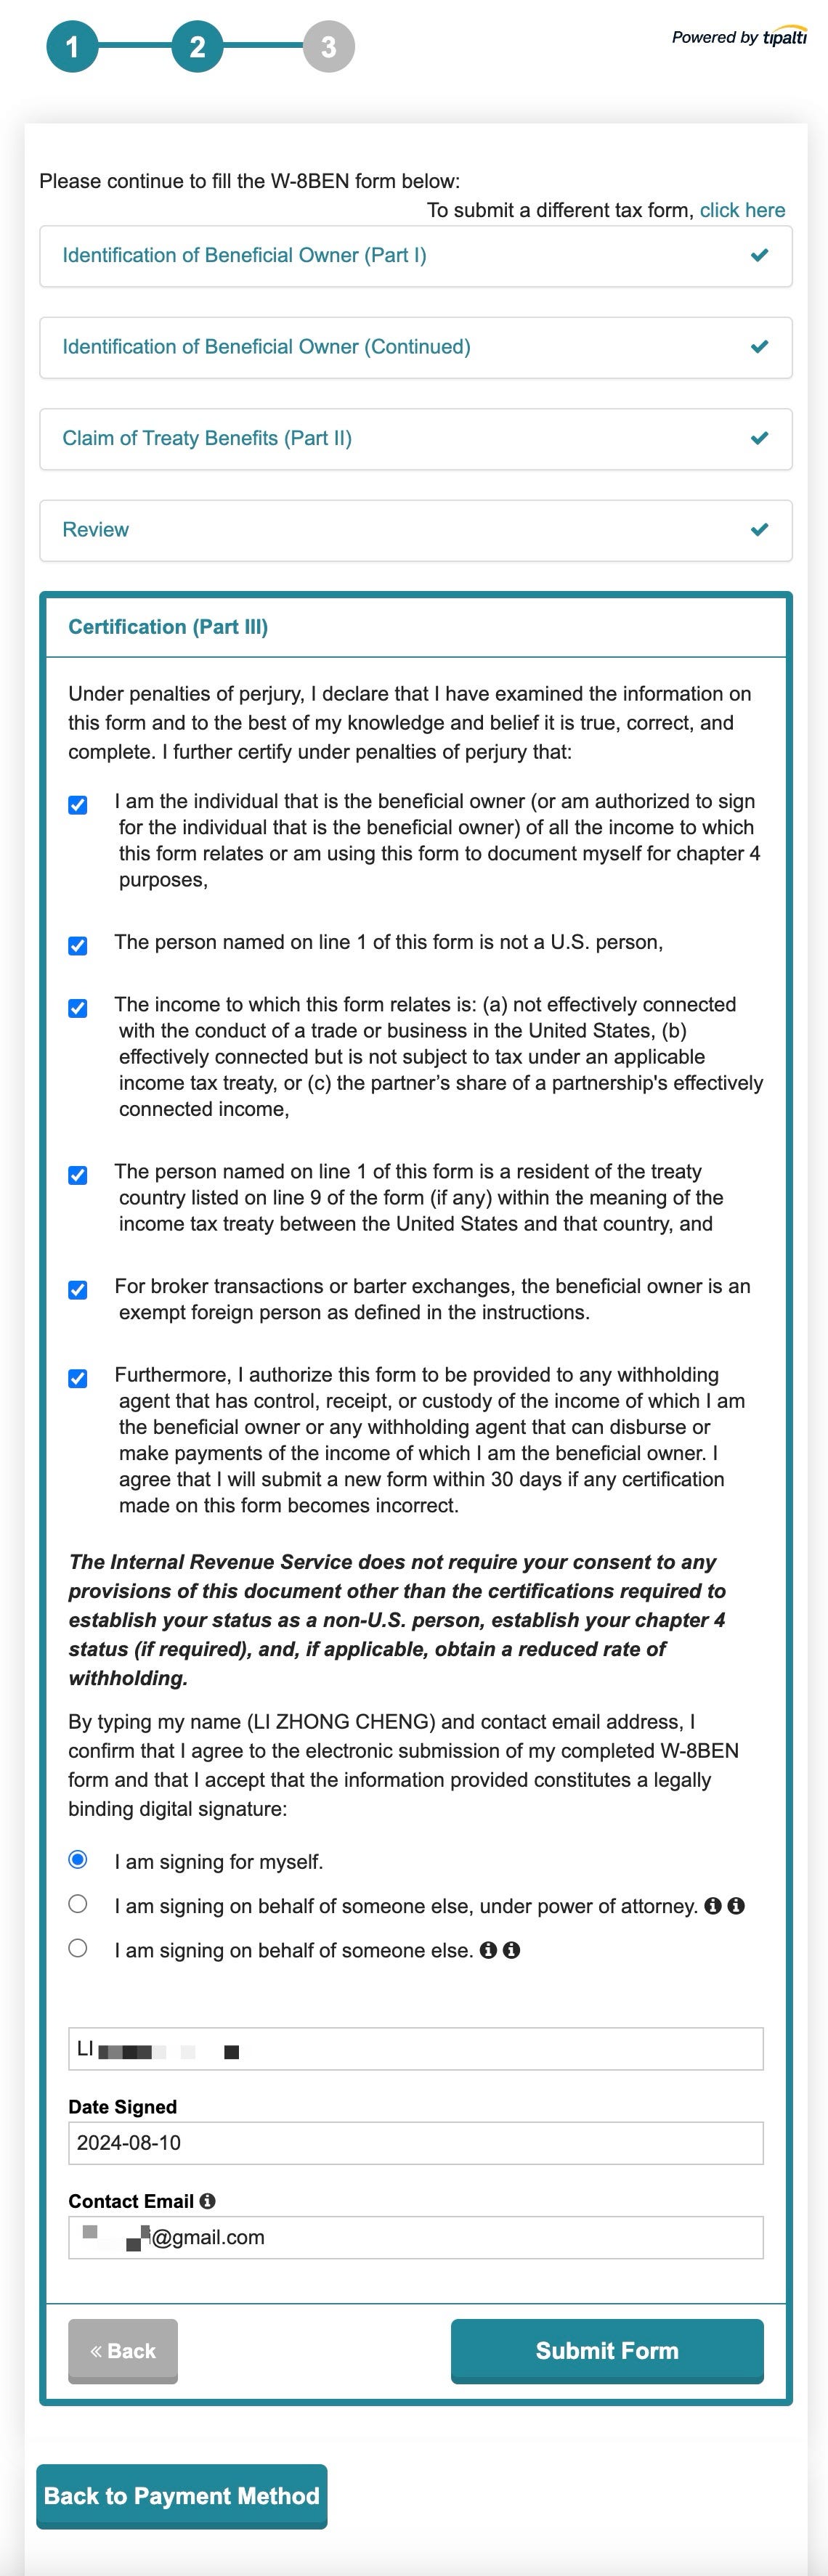 1
2
3
Powered by tipalti
Please continue to fill the W-8BEN form below:
To submit a different tax form, click here
Identification of Beneficial Owner (Part I)
Identification of Beneficial Owner (Continued)
Claim of Treaty Benefits (Part II)
Review
Certification (Part III)
Under penalties of perjury, I declare that I have examined the information on
this form and to the best of my knowledge and belief it is true, correct, and
complete. I further certify under penalties of perjury that:
I am the individual that is the beneficial owner (or am authorized to sign
for the individual that is the beneficial owner) of all the income to which
this form relates or am using this form to document myself for chapter 4
purposes,
The person named on line 1 of this form is not a U.S. person,
The income to which this form relates is: (a) not effectively connected
with the conduct of a trade or business in the United States, (b)
effectively connected but is not subject to tax under an applicable
income tax treaty, or (c) the partner’s share of a partnership's effectively
connected income,
The person named on line 1 of this form is a resident of the treaty
country listed on line 9 of the form (if any) within the meaning of the
income tax treaty between the United States and that country, and
For broker transactions or barter exchanges, the beneficial owner is an
exempt foreign person as defined in the instructions.
Furthermore, I authorize this form to be provided to any withholding
agent that has control, receipt, or custody of the income of which I am
the beneficial owner or any withholding agent that can disburse or
make payments of the income of which I am the beneficial owner. I
agree that I will submit a new form within 30 days if any certification
made on this form becomes incorrect.
The Internal Revenue Service does not require your consent to any
provisions of this document other than the certifications required to
establish your status as a non-U.S. person, establish your chapter 4
status (if required), and, if applicable, obtain a reduced rate of
withholding.
By typing my name (LI ZHONG CHENG) and contact email address, I
confirm that I agree to the electronic submission of my completed W-8BEN
form and that I accept that the information provided constitutes a legally
binding digital signature:
I am signing for myself.
I am signing on behalf of someone else, under power of attorney.
I am signing on behalf of someone else.
LI
Date Signed
2024-08-10
Contact Email
@gmail.com
« Back
Submit Form
Back to Payment Method